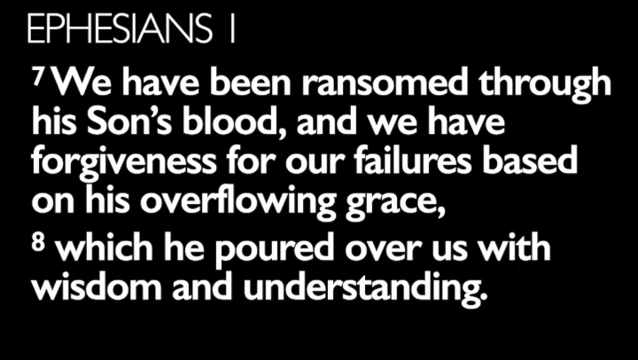 EPHESIANS 1
⁷ We have been ransomed through
his Son's blood, and we have
forgiveness for our failures based
on his overflowing grace,
⁸ which he poured over us with
wisdom and understanding.